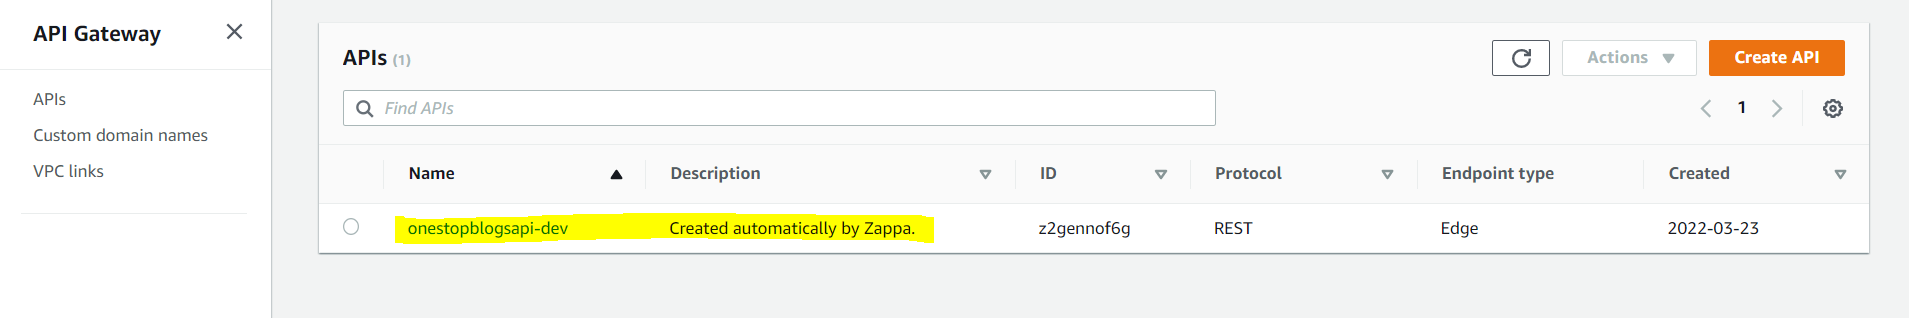 API Gateway
APIs
Custom domain names
VPC links
APIs (1)
Actions
Create API
Find APIs
1
Name Description ID Protocol Endpoint type Created
onestopblogsapi-dev Created automatically by Zappa. z2gennof6g REST Edge 2022-03-23